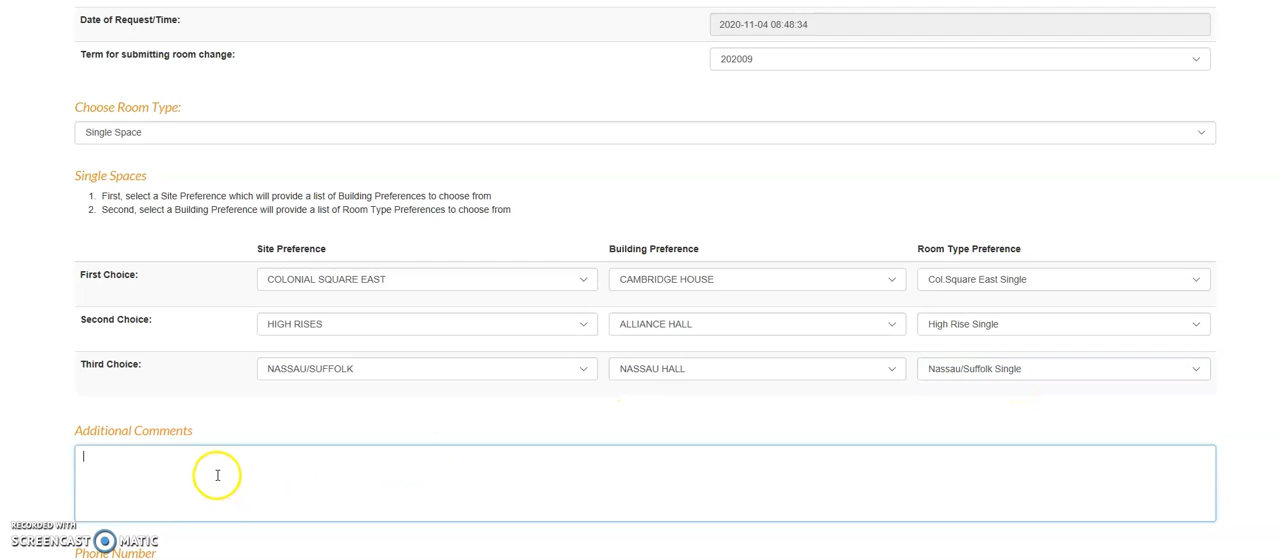 Date of Request/Time: 2020-11-04 08:48:34
Term for submitting room change: 202009
Choose Room Type:
Single Space
Single Spaces
1. First, select a Site Preference which will provide a list of Building Preferences to choose from
2. Second, select a Building Preference will provide a list of Room Type Preferences to choose from
Site Preference Building Preference Room Type Preference
First Choice: COLONIAL SQUARE EAST CAMBRIDGE HOUSE Col.Square East Single
Second Choice: HIGH RISES ALLIANCE HALL High Rise Single
Third Choice: NASSAU/SUFFOLK NASSAU HALL Nassau/Suffolk Single
Additional Comments
RECORDED WITH
SCREENCAST MATIC
Phone Number